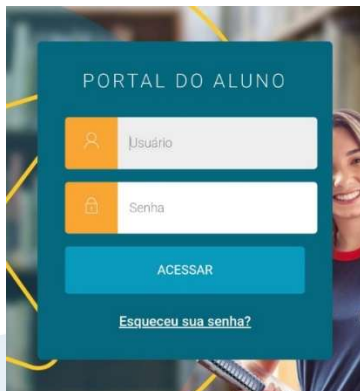 PORTAL DO ALUNO
Usuário
Senha
ACESSAR
Esqueceu sua senha?